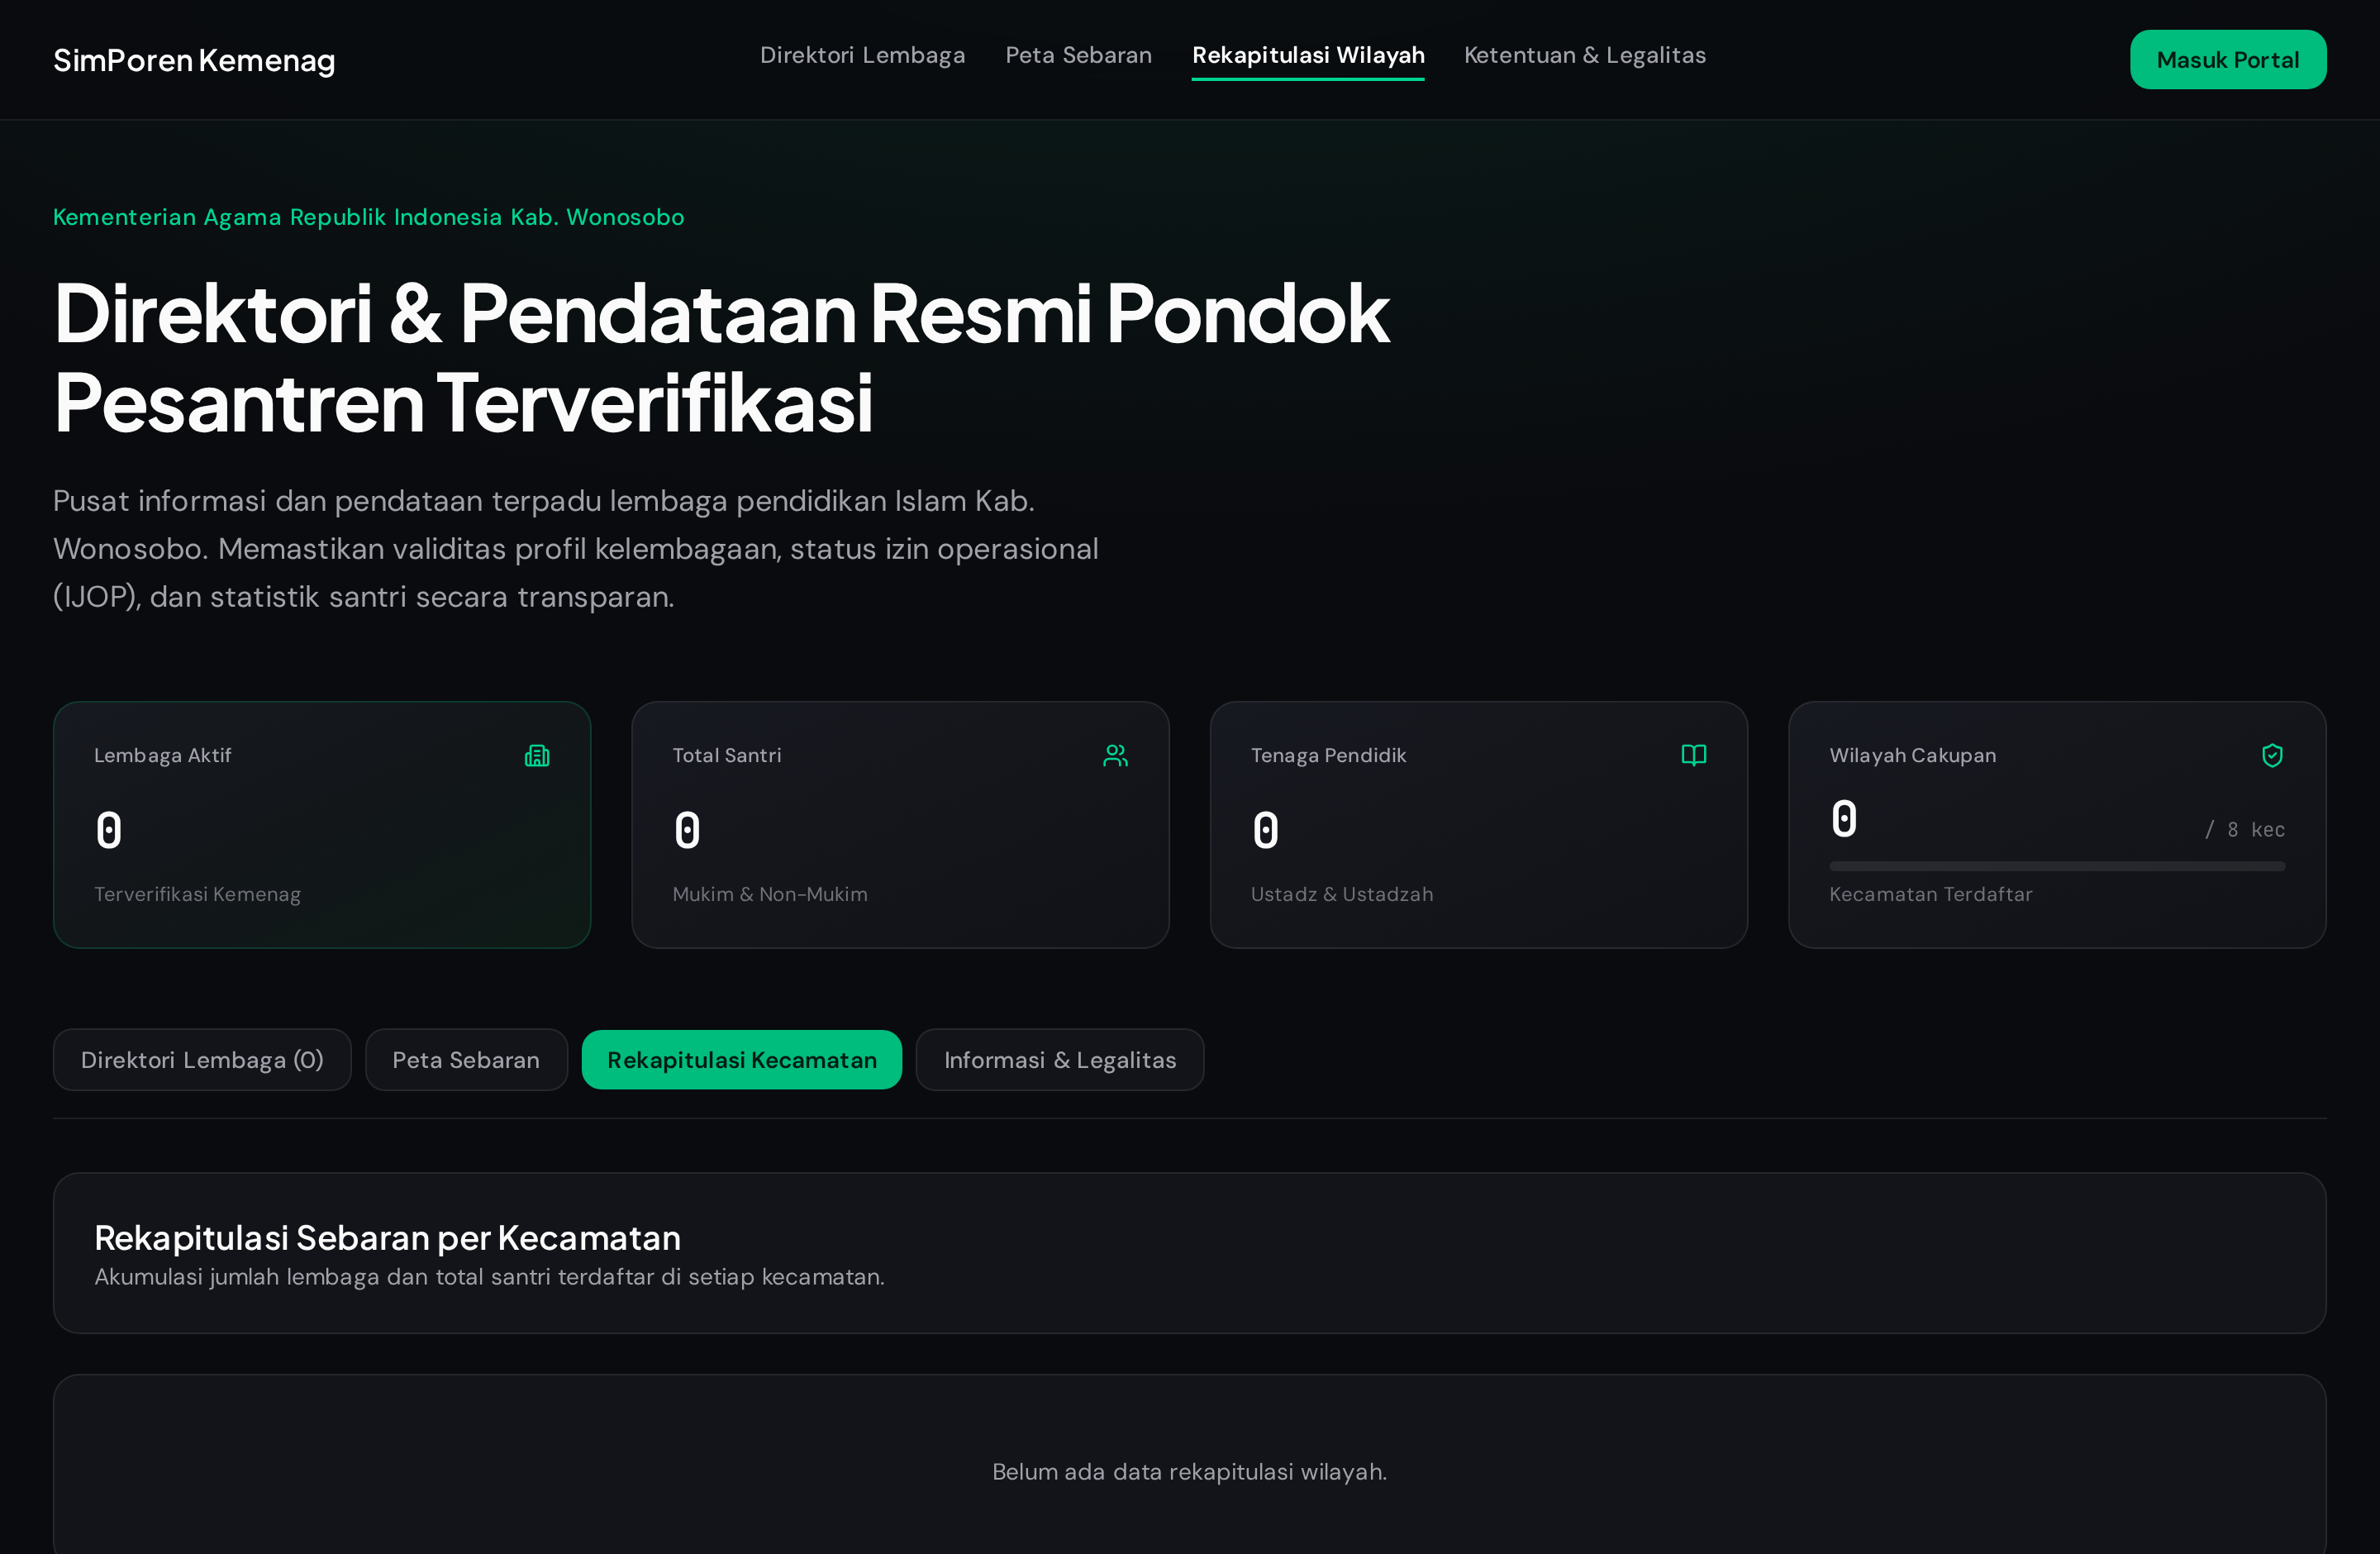 SimPoren Kemenag
Direktori Lembaga
Peta Sebaran
Rekapitulasi Wilayah
Ketentuan & Legalitas
Masuk Portal
Kementerian Agama Republik Indonesia Kab. Wonosobo
Direktori & Pendataan Resmi Pondok
Pesantren Terverifikasi
Pusat informasi dan pendataan terpadu lembaga pendidikan Islam Kab.
Wonosobo. Memastikan validitas profil kelembagaan, status izin operasional
(IJOP), dan statistik santri secara transparan.
Lembaga Aktif
0
Terverifikasi Kemenag
Total Santri
0
Mukim & Non-Mukim
Tenaga Pendidik
0
Ustadz & Ustadzah
Wilayah Cakupan
0
/ 8 kec
Kecamatan Terdaftar
Direktori Lembaga (0)
Peta Sebaran
Rekapitulasi Kecamatan
Informasi & Legalitas
Rekapitulasi Sebaran per Kecamatan
Akumulasi jumlah lembaga dan total santri terdaftar di setiap kecamatan.
Belum ada data rekapitulasi wilayah.